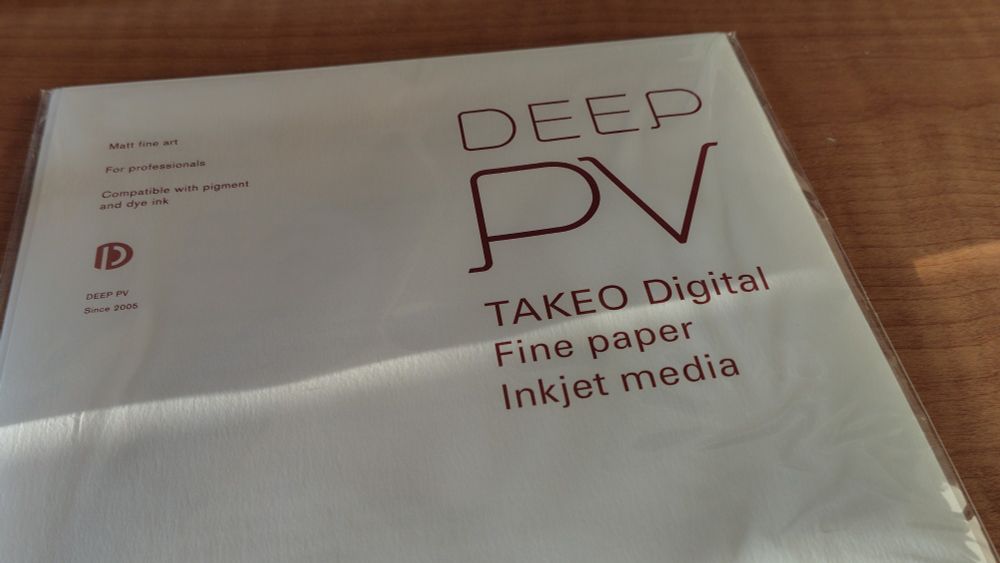 Matt fine art
For professionals
Compatible with pigment
and dye ink
DEEP PV
Since 2005
DEEP
PV
TAKEO Digital
Fine paper
Inkjet media